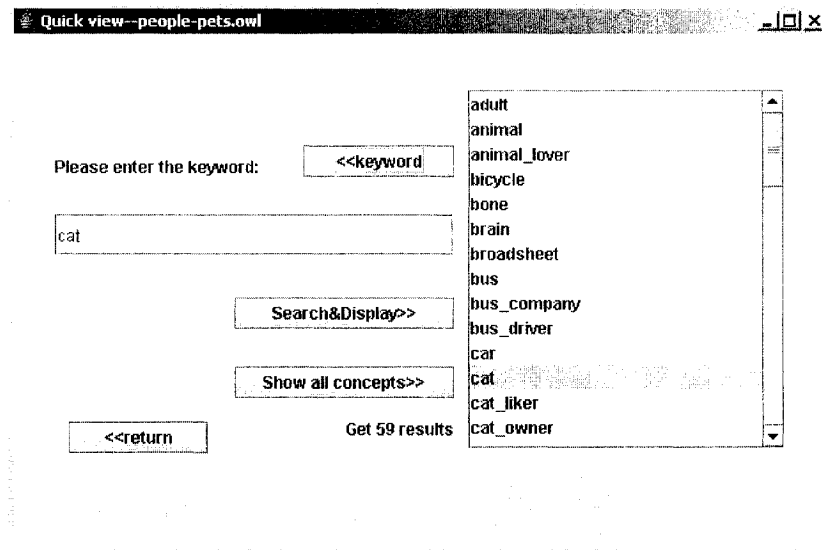 Quick view--people-pets.owl
Please enter the keyword:
<<keyword
cat
Search&Display>>
Show all concepts>>
<<return
Get 59 results
adult
animal
animal_lover
bicycle
bone
brain
broadsheet
bus
bus_company
bus_driver
car
cat
cat_liker
cat_owner